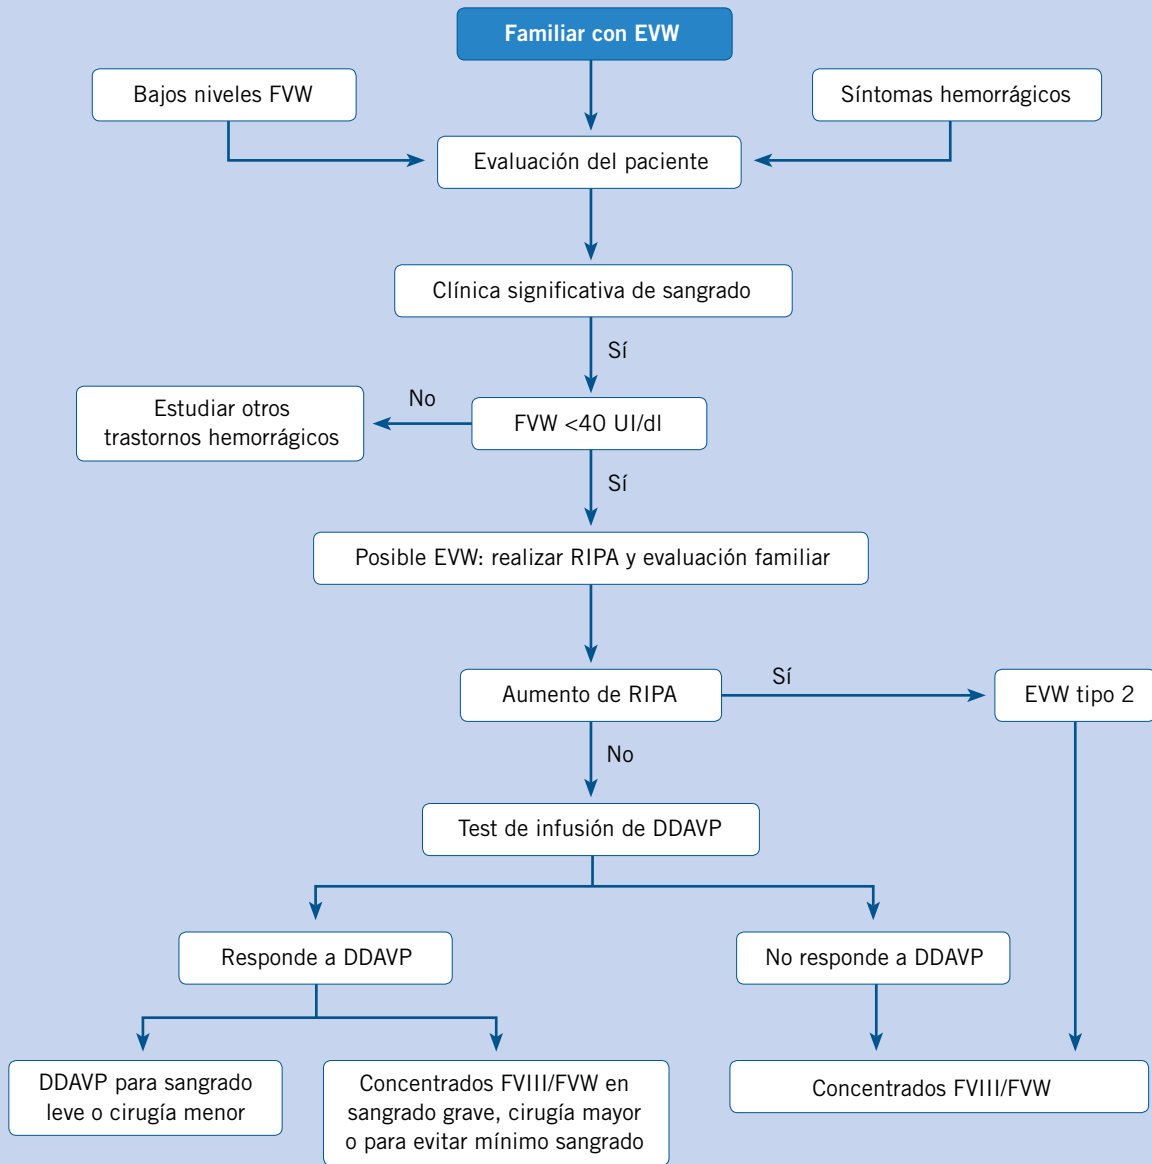 Familiar con EVW
Bajos niveles FVW
Síntomas hemorrágicos
Evaluación del paciente
Clínica significativa de sangrado
Sí
No
Estudiar otros
trastornos hemorrágicos
FVW <40 UI/dl
Sí
Posible EVW: realizar RIPA y evaluación familiar
Aumento de RIPA
Sí
EVW tipo 2
No
Test de infusión de DDAVP
Responde a DDAVP
No responde a DDAVP
DDAVP para sangrado
leve o cirugía menor
Concentrados FVIII/FVW en
sangrado grave, cirugía mayor
o para evitar mínimo sangrado
Concentrados FVIII/FVW